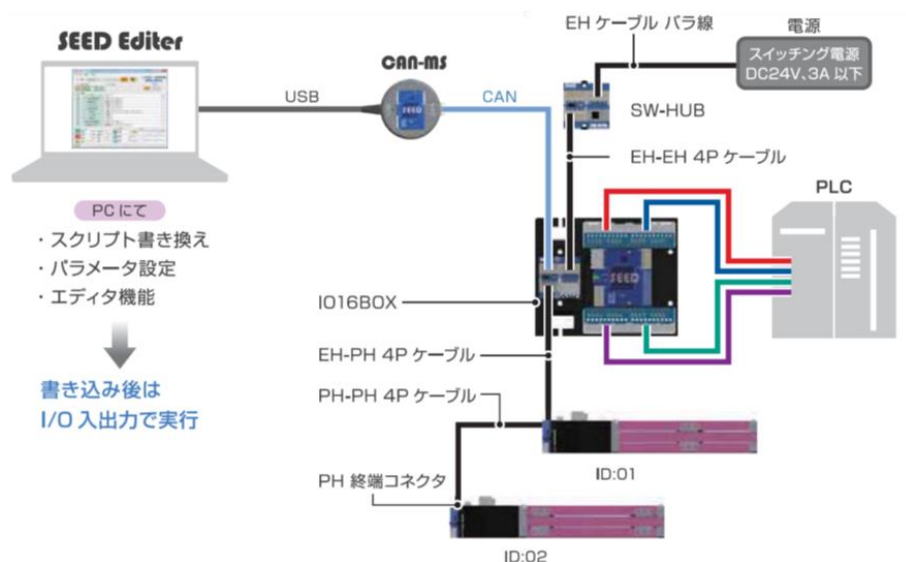 SEED Editer
USB
CAN-MS
CAN
EH ケーブル バラ線
電源
スイッチング電源
DC24V、3A 以下
SW-HUB
EH-EH 4P ケーブル
PLC
PCにて
・スクリプト書き換え
・パラメータ設定
・エディタ機能
書き込み後は
I/O 入出力で実行
SEED
SEED
IO16BOX
EH-PH 4P ケーブル
PH-PH 4P ケーブル
ID:01
PH 終端コネクタ
ID:02